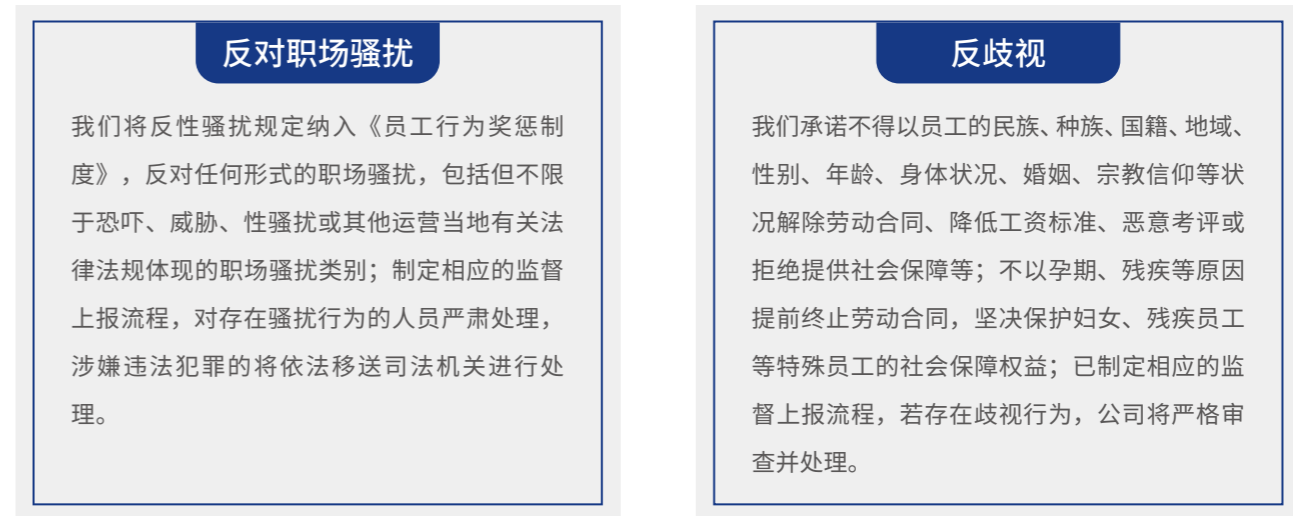 反对职场骚扰
我们将反性骚扰规定纳入《员工行为奖惩制
度》，反对任何形式的职场骚扰，包括但不限
于恐吓、威胁、性骚扰或其他运营当地有关法
律法规体现的职场骚扰类别；制定相应的监督
上报流程，对存在骚扰行为的人员严肃处理，
涉嫌违法犯罪的将依法移送司法机关进行处
理。
反歧视
我们承诺不得以员工的民族、种族、国籍、地域、
性别、年龄、身体状况、婚姻、宗教信仰等状
况解除劳动合同、降低工资标准、恶意考评或
拒绝提供社会保障等；不以孕期、残疾等原因
提前终止劳动合同，坚决保护妇女、残疾员工
等特殊员工的社会保障权益；已制定相应的监
督上报流程，若存在歧视行为，公司将严格审
查并处理。